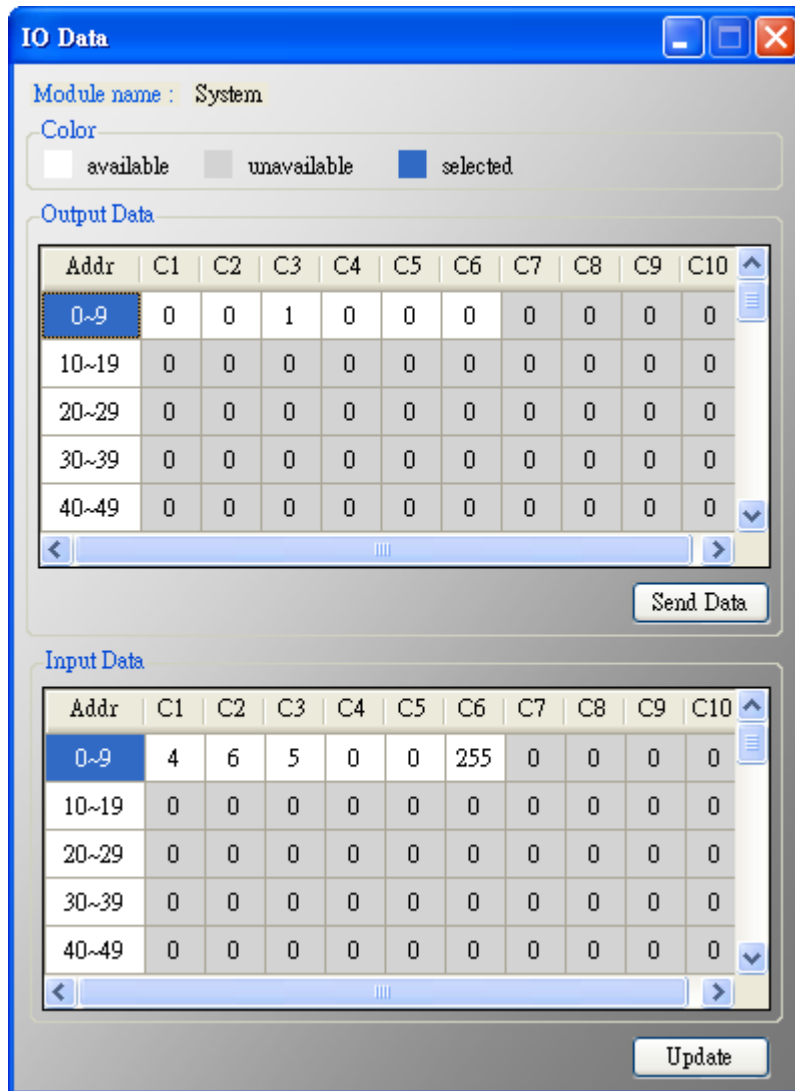 IO Data
Module name : System
Color
available unavailable selected
Output Data
Addr C1 C2 C3 C4 C5 C6 C7 C8 C9 C10
0~9 0 0 1 0 0 0 0 0 0 0
10~19 0 0 0 0 0 0 0 0 0 0
20~29 0 0 0 0 0 0 0 0 0 0
30~39 0 0 0 0 0 0 0 0 0 0
40~49 0 0 0 0 0 0 0 0 0 0
Send Data
Input Data
Addr C1 C2 C3 C4 C5 C6 C7 C8 C9 C10
0~9 4 6 5 0 0 255 0 0 0 0
10~19 0 0 0 0 0 0 0 0 0 0
20~29 0 0 0 0 0 0 0 0 0 0
30~39 0 0 0 0 0 0 0 0 0 0
40~49 0 0 0 0 0 0 0 0 0 0
Update